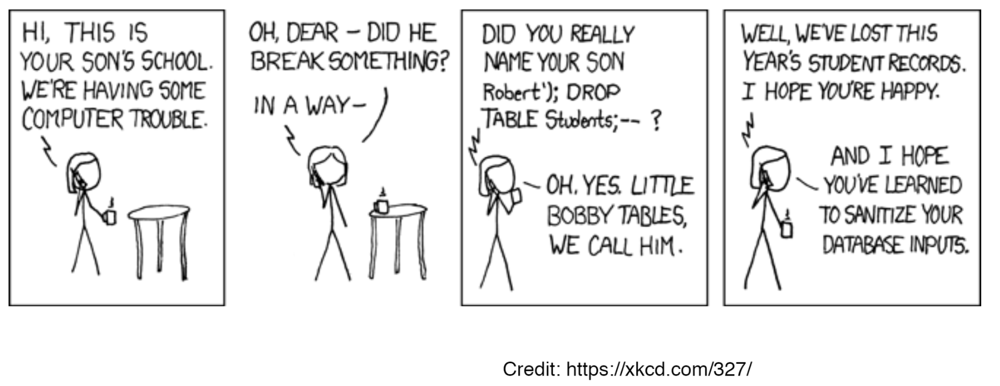 HI, THIS IS
YOUR SON'S SCHOOL.
WE'RE HAVING SOME
COMPUTER TROUBLE.
OH, DEAR – DID HE
BREAK SOMETHING?
IN A WAY–
DID YOU REALLY
NAME YOUR SON
Robert'); DROP
TABLE Students;-- ?
OH. YES. LITTLE
BOBBY TABLES,
WE CALL HIM.
WELL, WE'VE LOST THIS
YEAR'S STUDENT RECORDS.
I HOPE YOU'RE HAPPY.
AND I HOPE
YOU'VE LEARNED
TO SANITIZE YOUR
DATABASE INPUTS.
Credit: https://xkcd.com/327/